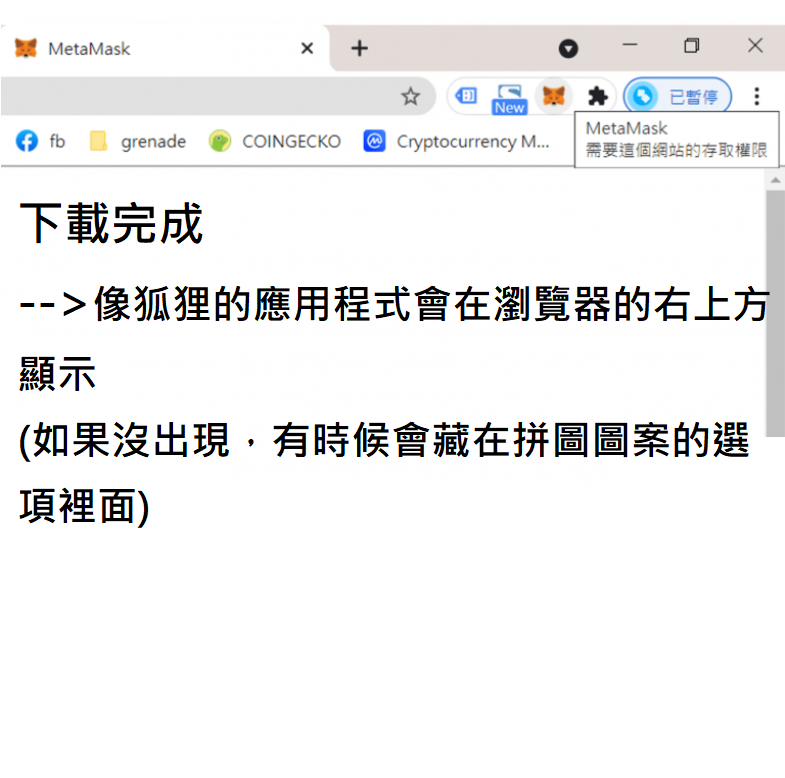 MetaMask
New
已暫停
fb
grenade
COINGECKO
Cryptocurrency M...
MetaMask
需要這個網站的存取權限
下載完成
-->像狐狸的應用程式會在瀏覽器的右上方
顯示
(如果沒出現，有時候會藏在拼圖圖案的選
項裡面)